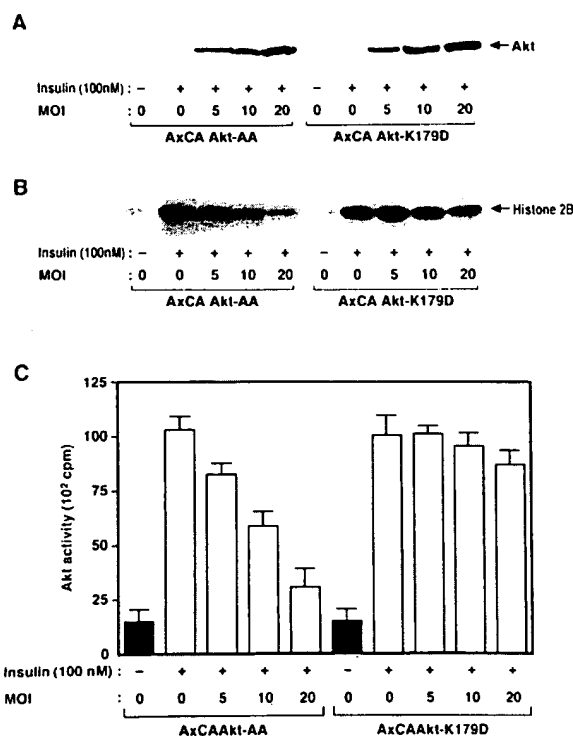 A
← Akt
Insulin (100nM) : – + + + + – + + + +
MOI : 0 0 5 10 20 0 0 5 10 20
AxCA Akt-AA AxCA Akt-K179D
B
← Histone 2B
Insulin (100nM) : – + + + + – + + + +
MOI : 0 0 5 10 20 0 0 5 10 20
AxCA Akt-AA AxCA Akt-K179D
C
Akt activity (10² cpm)
125
100
75
50
25
0
Insulin (100 nM) : – + + + + – + + + +
MOI : 0 0 5 10 20 0 0 5 10 20
AxCAAkt-AA AxCAAkt-K179D